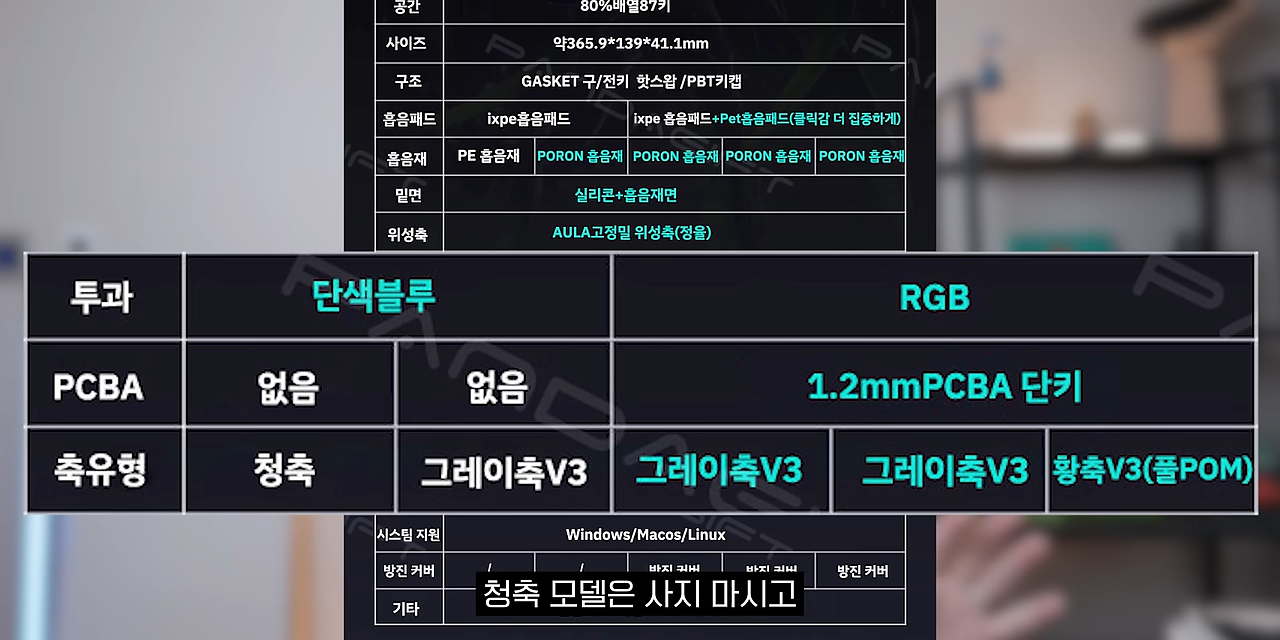 공간 80%배열87키
사이즈 약365.9*139*41.1mm
구조 GASKET 구/전키 핫스왑 /PBT키캡
흡음패드 ixpe흡음패드 ixpe 흡음패드+Pet흡음패드(클릭감 더 집중하게)
흡음재 PE 흡음재 PORON 흡음재 PORON 흡음재 PORON 흡음재 PORON 흡음재
밑면 실리콘+흡음재면
위성축 AULA고정밀 위성축(정율)
투과 단색블루 RGB
PCBA 없음 없음 1.2mmPCBA 단키
축유형 청축 그레이축V3 그레이축V3 그레이축V3 황축V3(풀POM)
시스템 지원 Windows/Macos/Linux
방진 커버 / / 방진 커버 방진 커버 방진 커버
기타
청축 모델은 사지 마시고